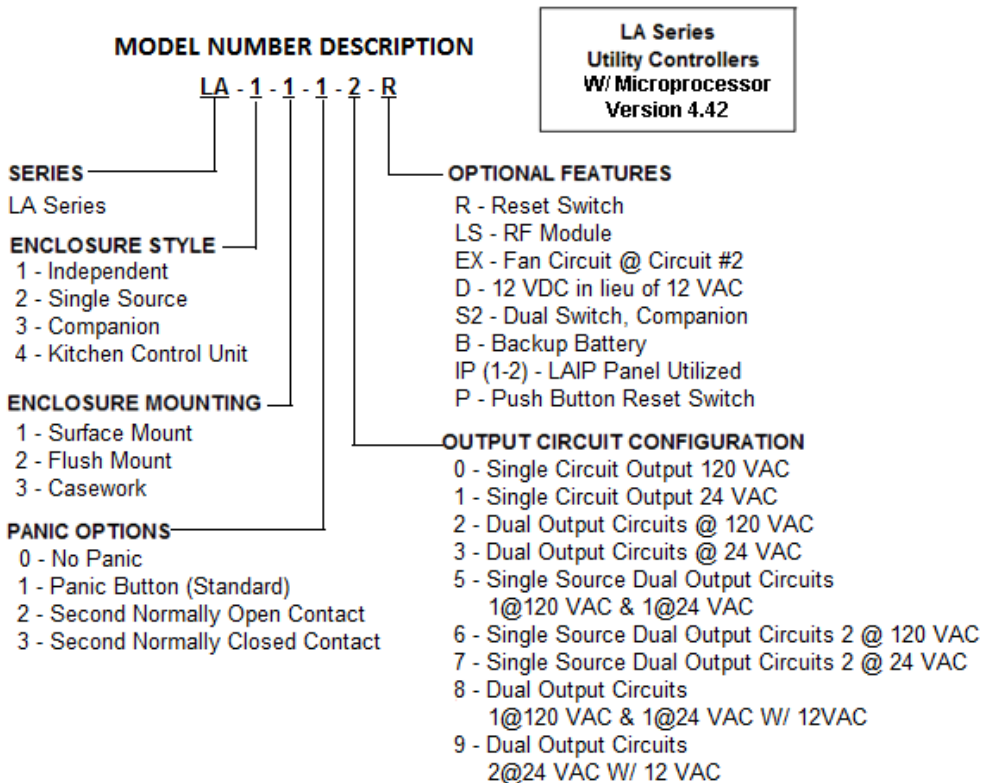 MODEL NUMBER DESCRIPTION
LA - 1 - 1 - 1 - 2 - R
LA Series
Utility Controllers
W/ Microprocessor
Version 4.42
SERIES
LA Series
ENCLOSURE STYLE
1 - Independent
2 - Single Source
3 - Companion
4 - Kitchen Control Unit
ENCLOSURE MOUNTING
1 - Surface Mount
2 - Flush Mount
3 - Casework
PANIC OPTIONS
0 - No Panic
1 - Panic Button (Standard)
2 - Second Normally Open Contact
3 - Second Normally Closed Contact
OPTIONAL FEATURES
R - Reset Switch
LS - RF Module
EX - Fan Circuit @ Circuit #2
D - 12 VDC in lieu of 12 VAC
S2 - Dual Switch, Companion
B - Backup Battery
IP (1-2) - LAIP Panel Utilized
P - Push Button Reset Switch
OUTPUT CIRCUIT CONFIGURATION
0 - Single Circuit Output 120 VAC
1 - Single Circuit Output 24 VAC
2 - Dual Output Circuits @ 120 VAC
3 - Dual Output Circuits @ 24 VAC
5 - Single Source Dual Output Circuits
1@120 VAC & 1@24 VAC
6 - Single Source Dual Output Circuits 2 @ 120 VAC
7 - Single Source Dual Output Circuits 2 @ 24 VAC
8 - Dual Output Circuits
1@120 VAC & 1@24 VAC W/ 12VAC
9 - Dual Output Circuits
2@24 VAC W/ 12 VAC